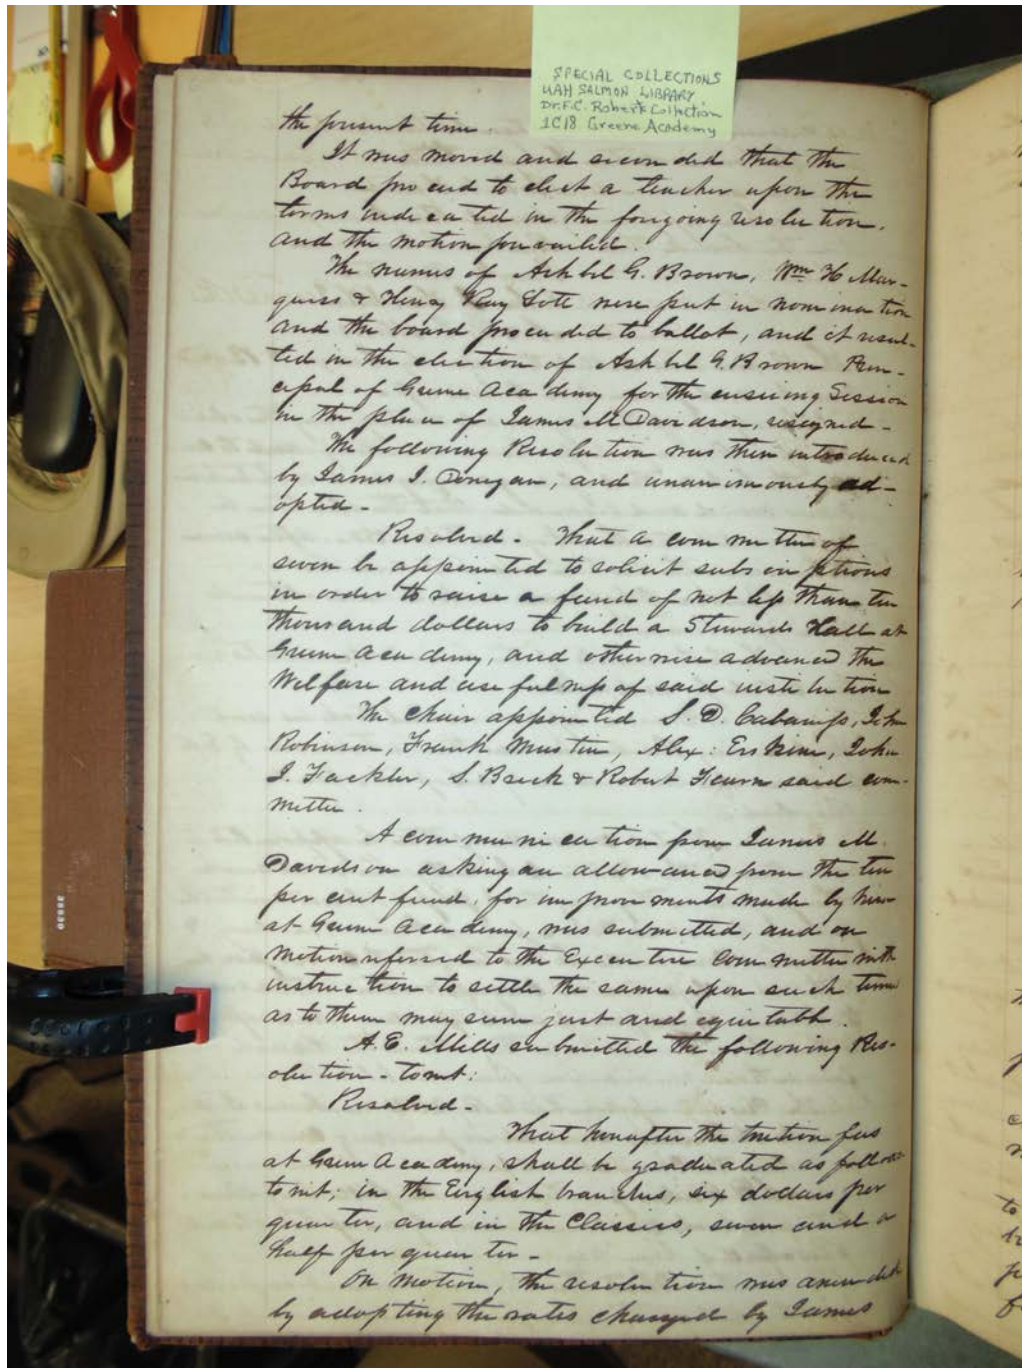 SPECIAL COLLECTIONS
UAH SALMON LIBRARY
Dr. F.C. Roberts Collection
1C18 Greene Academy
the present time.
It was moved and seconded that the
Board proceed to elect a teacher upon the
terms indicated in the foregoing resolution,
and the motion prevailed.
The names of Ashbel G. Brown, Wm H Mar-
quiss & Henry Ray Lott were put in nomination
and the board proceeded to ballot, and it resul-
ted in the election of Ashbel G. Brown Prin-
cipal of Greene Academy for the ensuing Session
in the place of James M Davidson, resigned -
The following Resolution was then introduced
by James J. Donegan, and unanimously ad-
opted -
Resolved - That a committee of
seven be appointed to solicit subscriptions
in order to raise a fund of not less than ten
thousand dollars to build a Stewards Hall at
Greene Academy, and otherwise advance the
Welfare and usefulness of said institution
The chair appointed S. D. Cabaniss, John
Robinson, Frank Mastin, Alex: Erskine, John
J. Fackler, S. Breck & Robert Fearn said com-
mittee.
A communication from James M.
Davidson asking an allowance from the ten
per cent fund, for improvements made by him
at Greene Academy, was submitted, and on
motion referred to the Executive Committee with
instruction to settle the same upon such terms
as to them may seem just and equitable.
A. E. Mills submitted the following Res-
olution - towit:
Resolved -
That hereafter the tuition fees
at Greene Academy, shall be graduated as follows
towit; in the English branches, six dollars per
quarter, and in the Classics, seven and a
half per quarter -
On motion, the resolution was amended
by adopting the rates charged by James